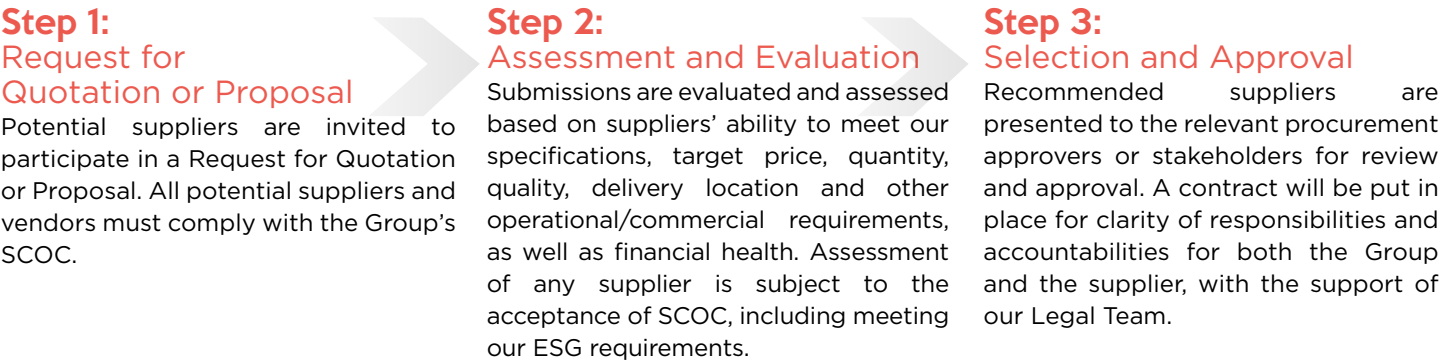 Step 1:
Request for
Quotation or Proposal
Potential suppliers are invited to
participate in a Request for Quotation
or Proposal. All potential suppliers and
vendors must comply with the Group’s
SCOC.
Step 2:
Assessment and Evaluation
Submissions are evaluated and assessed
based on suppliers’ ability to meet our
specifications, target price, quantity,
quality, delivery location and other
operational/commercial requirements,
as well as financial health. Assessment
of any supplier is subject to the
acceptance of SCOC, including meeting
our ESG requirements.
Step 3:
Selection and Approval
Recommended suppliers are
presented to the relevant procurement
approvers or stakeholders for review
and approval. A contract will be put in
place for clarity of responsibilities and
accountabilities for both the Group
and the supplier, with the support of
our Legal Team.